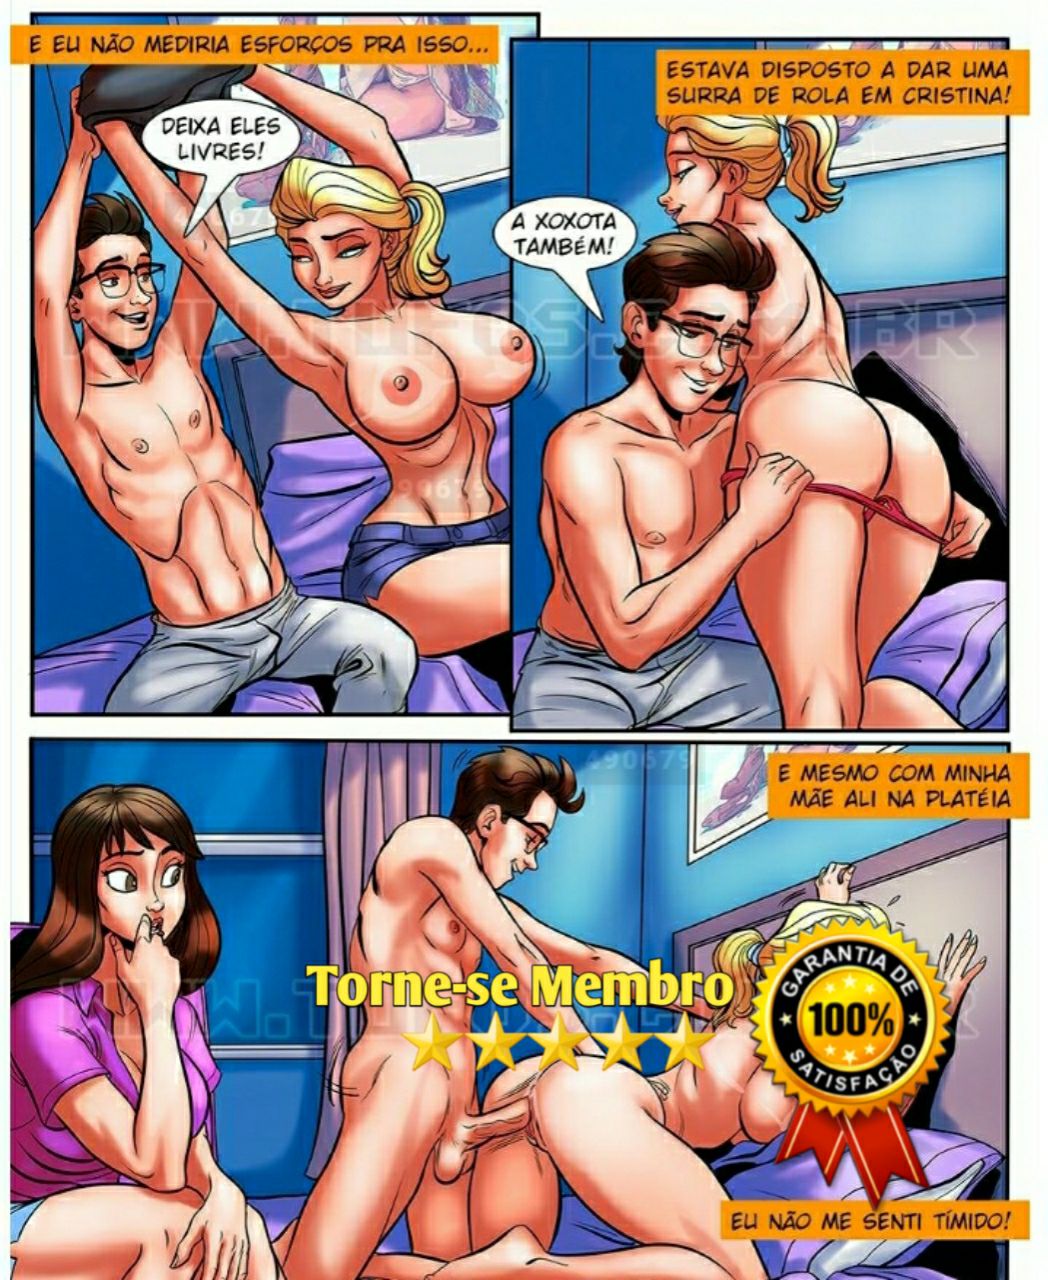 E EU NÃO MEDIRIA ESFORÇOS PRA ISSO...
DEIXA ELES
LIVRES!
ESTAVA DISPOSTO A DAR UMA
SURRA DE ROLA EM CRISTINA!
A XOXOTA
TAMBÉM!
490679
E MESMO COM MINHA
MÃE ALI NA PLATÉIA
Torne-se Membro
GARANTIA DE
100%
SATISFAÇÃO
EU NÃO ME SENTI TÍMIDO!